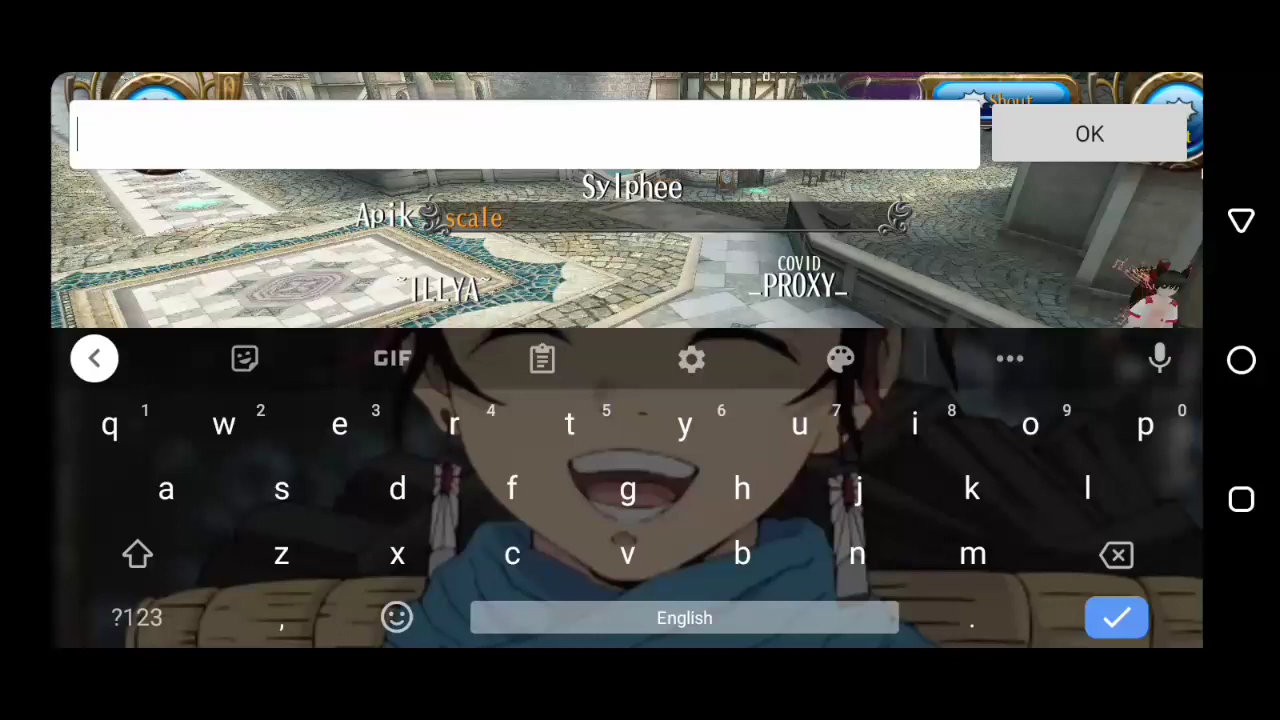 Shout
OK
Sylphee
Apik scale
~ILLYA~
COVID
_PROXY_
GIF
q 1 w 2 e 3 r 4 t 5 y 6 u 7 i 8 o 9 p 0
a s d f g h j k l
z x c v b n m
?123 , English .